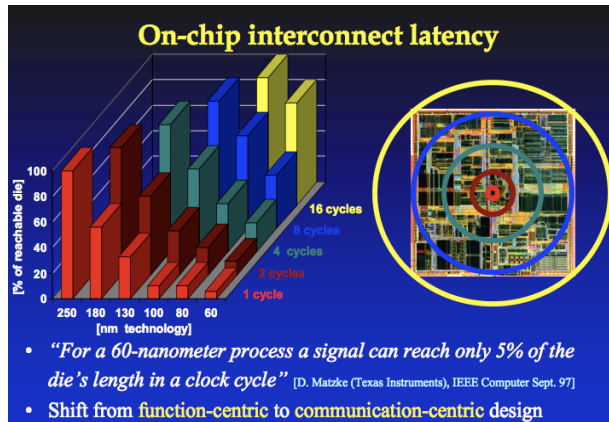 On-chip interconnect latency
[% of reachable die]
100
80
60
40
20
0
16 cycles
8 cycles
4 cycles
2 cycles
1 cycle
250 180 130 100 80 60
[nm technology]
• “For a 60-nanometer process a signal can reach only 5% of the
die’s length in a clock cycle” [D. Matzke (Texas Instruments), IEEE Computer Sept. 97]
• Shift from function-centric to communication-centric design